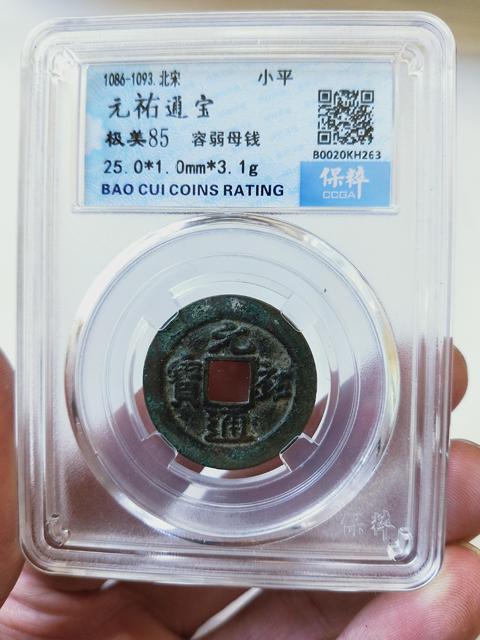 1086-1093.北宋 小平
元祐通宝
极美85 容弱母钱
B0020KH263
25.0*1.0mm*3.1g
保粹
CCGA
BAO CUI COINS RATING
元
寶 祐
通
保粹